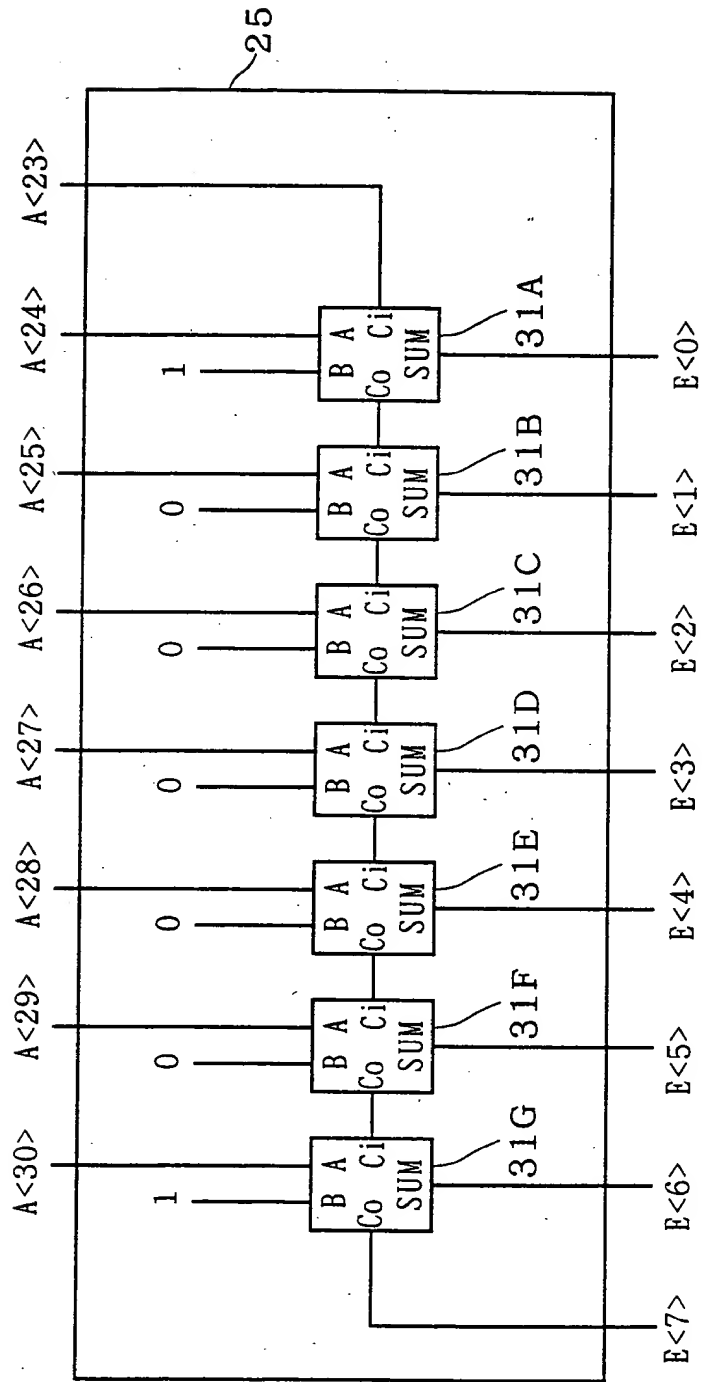 25
A<30> A<29> A<28> A<27> A<26> A<25> A<24> A<23>
1 0 0 0 0 0 1
B A B A B A B A B A B A B A
Co Ci Co Ci Co Ci Co Ci Co Ci Co Ci Co Ci
SUM SUM SUM SUM SUM SUM SUM
31G 31F 31E 31D 31C 31B 31A
E<7> E<6> E<5> E<4> E<3> E<2> E<1> E<0>